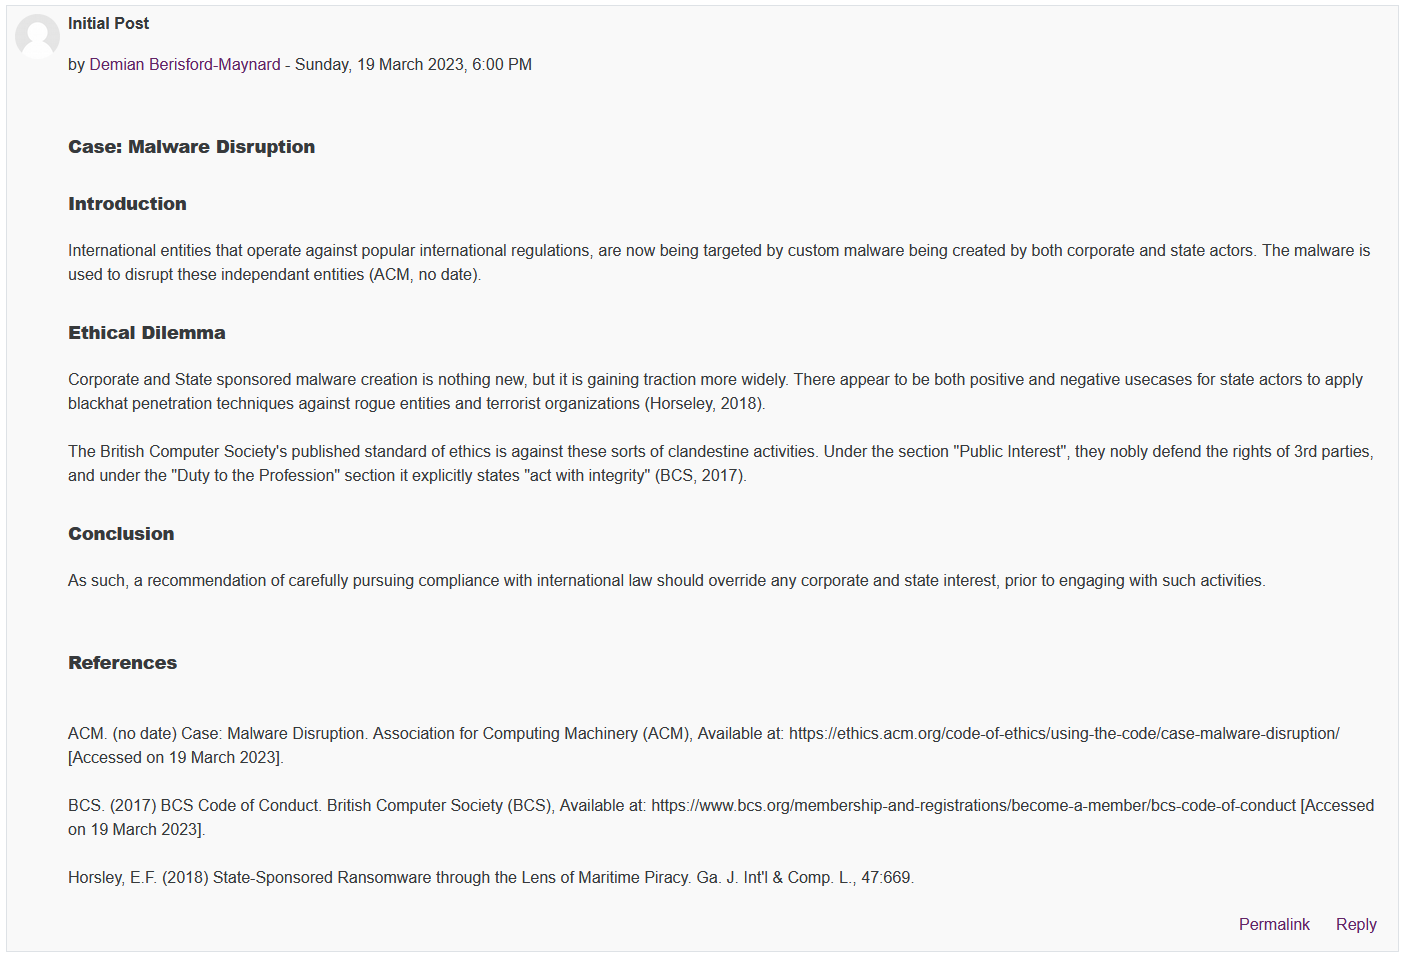 Initial Post
by Demian Berisford-Maynard - Sunday, 19 March 2023, 6:00 PM
Case: Malware Disruption
Introduction
International entities that operate against popular international regulations, are now being targeted by custom malware being created by both corporate and state actors. The malware is
used to disrupt these independant entities (ACM, no date).
Ethical Dilemma
Corporate and State sponsored malware creation is nothing new, but it is gaining traction more widely. There appear to be both positive and negative usecases for state actors to apply
blackhat penetration techniques against rogue entities and terrorist organizations (Horseley, 2018).
The British Computer Society's published standard of ethics is against these sorts of clandestine activities. Under the section "Public Interest", they nobly defend the rights of 3rd parties,
and under the "Duty to the Profession" section it explicitly states "act with integrity" (BCS, 2017).
Conclusion
As such, a recommendation of carefully pursuing compliance with international law should override any corporate and state interest, prior to engaging with such activities.
References
ACM. (no date) Case: Malware Disruption. Association for Computing Machinery (ACM), Available at: https://ethics.acm.org/code-of-ethics/using-the-code/case-malware-disruption/
[Accessed on 19 March 2023].
BCS. (2017) BCS Code of Conduct. British Computer Society (BCS), Available at: https://www.bcs.org/membership-and-registrations/become-a-member/bcs-code-of-conduct [Accessed
on 19 March 2023].
Horsley, E.F. (2018) State-Sponsored Ransomware through the Lens of Maritime Piracy. Ga. J. Int'l & Comp. L., 47:669.
Permalink Reply